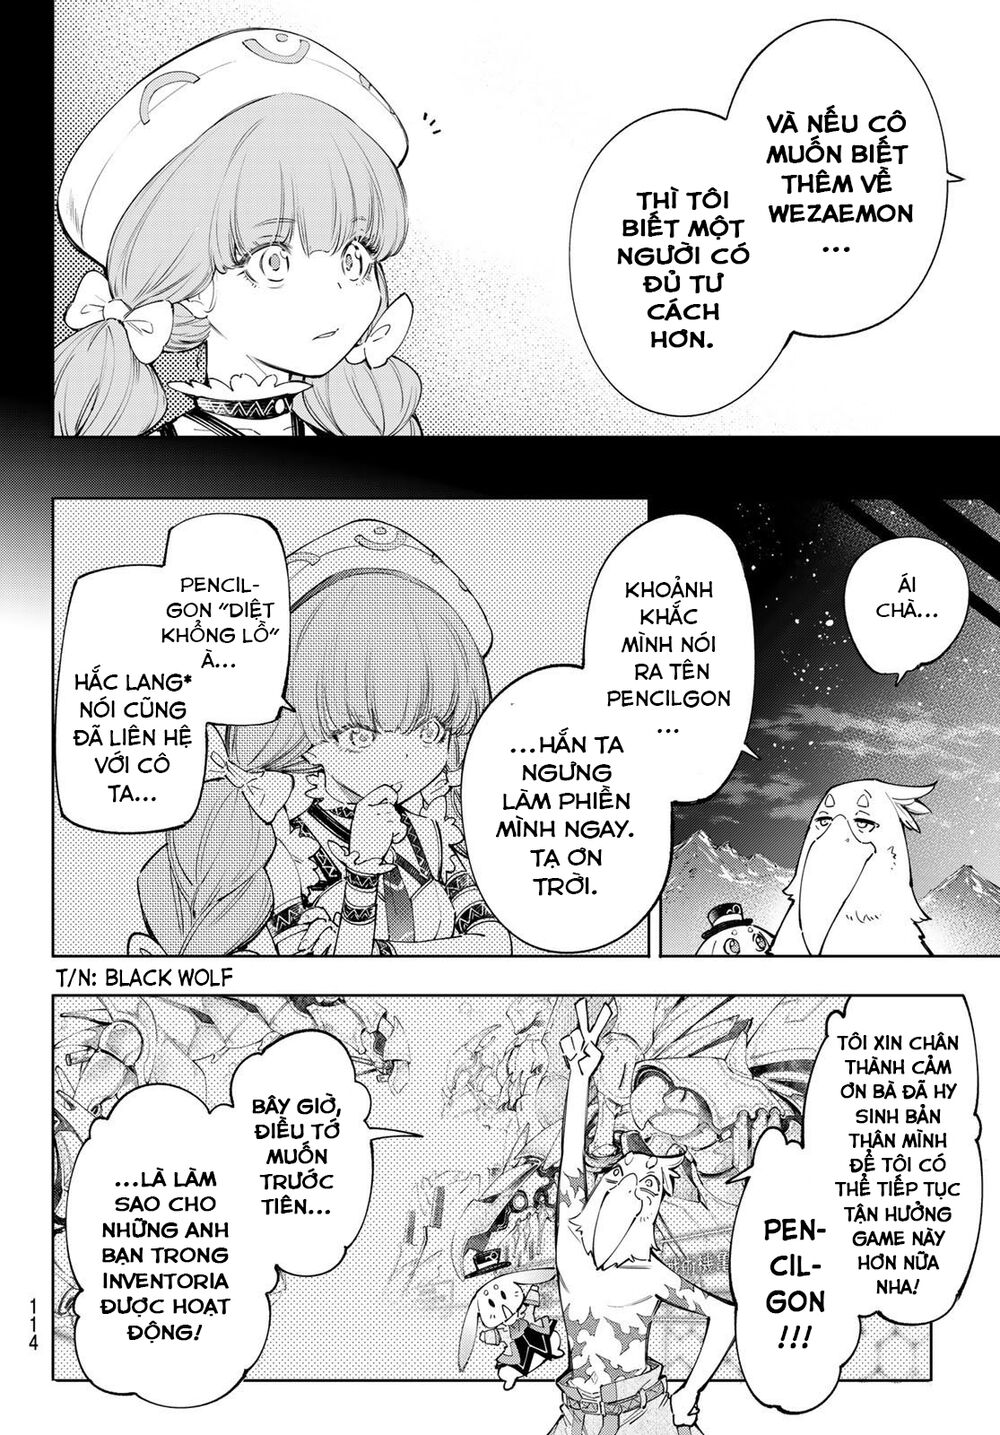 VÀ NẾU CÔ
MUỐN BIẾT
THÊM VỀ
WEZAEMON
...
THÌ TÔI
BIẾT MỘT
NGƯỜI CÓ
ĐỦ TƯ
CÁCH
HƠN.
ÁI
CHÀ...
KHOẢNH
KHẮC
MÌNH NÓI
RA TÊN
PENCILGON
...
...HẮN TA
NGƯNG
LÀM PHIỀN
MÌNH NGAY.
TẠ ƠN
TRỜI.
PENCIL-
GON "DIỆT
KHỔNG LỒ"
À...
HẮC LANG*
NÓI CŨNG
ĐÃ LIÊN HỆ
VỚI CÔ
TA...
T/N: BLACK WOLF
TÔI XIN CHÂN
THÀNH CẢM
ƠN BÀ ĐÃ HY
SINH BẢN
THÂN MÌNH
ĐỂ TÔI CÓ
THỂ TIẾP TỤC
TẬN HƯỞNG
GAME NÀY
HƠN NỮA
NHA!
PEN-
CIL-
GON
!!!
BÂY GIỜ,
ĐIỀU TỚ
MUỐN
TRƯỚC
TIÊN...
...LÀ LÀM
SAO CHO
NHỮNG ANH
BẠN TRONG
INVENTORIA
ĐƯỢC HOẠT
ĐỘNG!
114